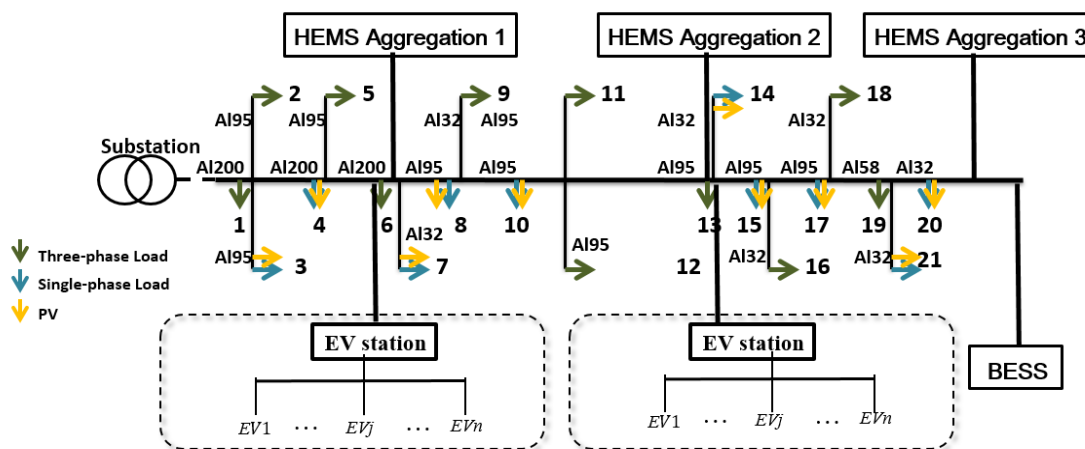 HEMS Aggregation 1
HEMS Aggregation 2
HEMS Aggregation 3
2
5
9
11
14
18
Al95
Al95
Al32
Al95
Al32
Al32
Substation
Al200
Al200
Al200
Al95
Al95
Al95
Al95
Al95
Al58
Al32
1
4
6
8
10
13
15
17
19
20
Al95
3
Al32
7
Al95
12
Al32
16
Al32
21
Three-phase Load
Single-phase Load
PV
EV station
EV station
BESS
EV1 ... EVj ... EVn
EV1 ... EVj ... EVn